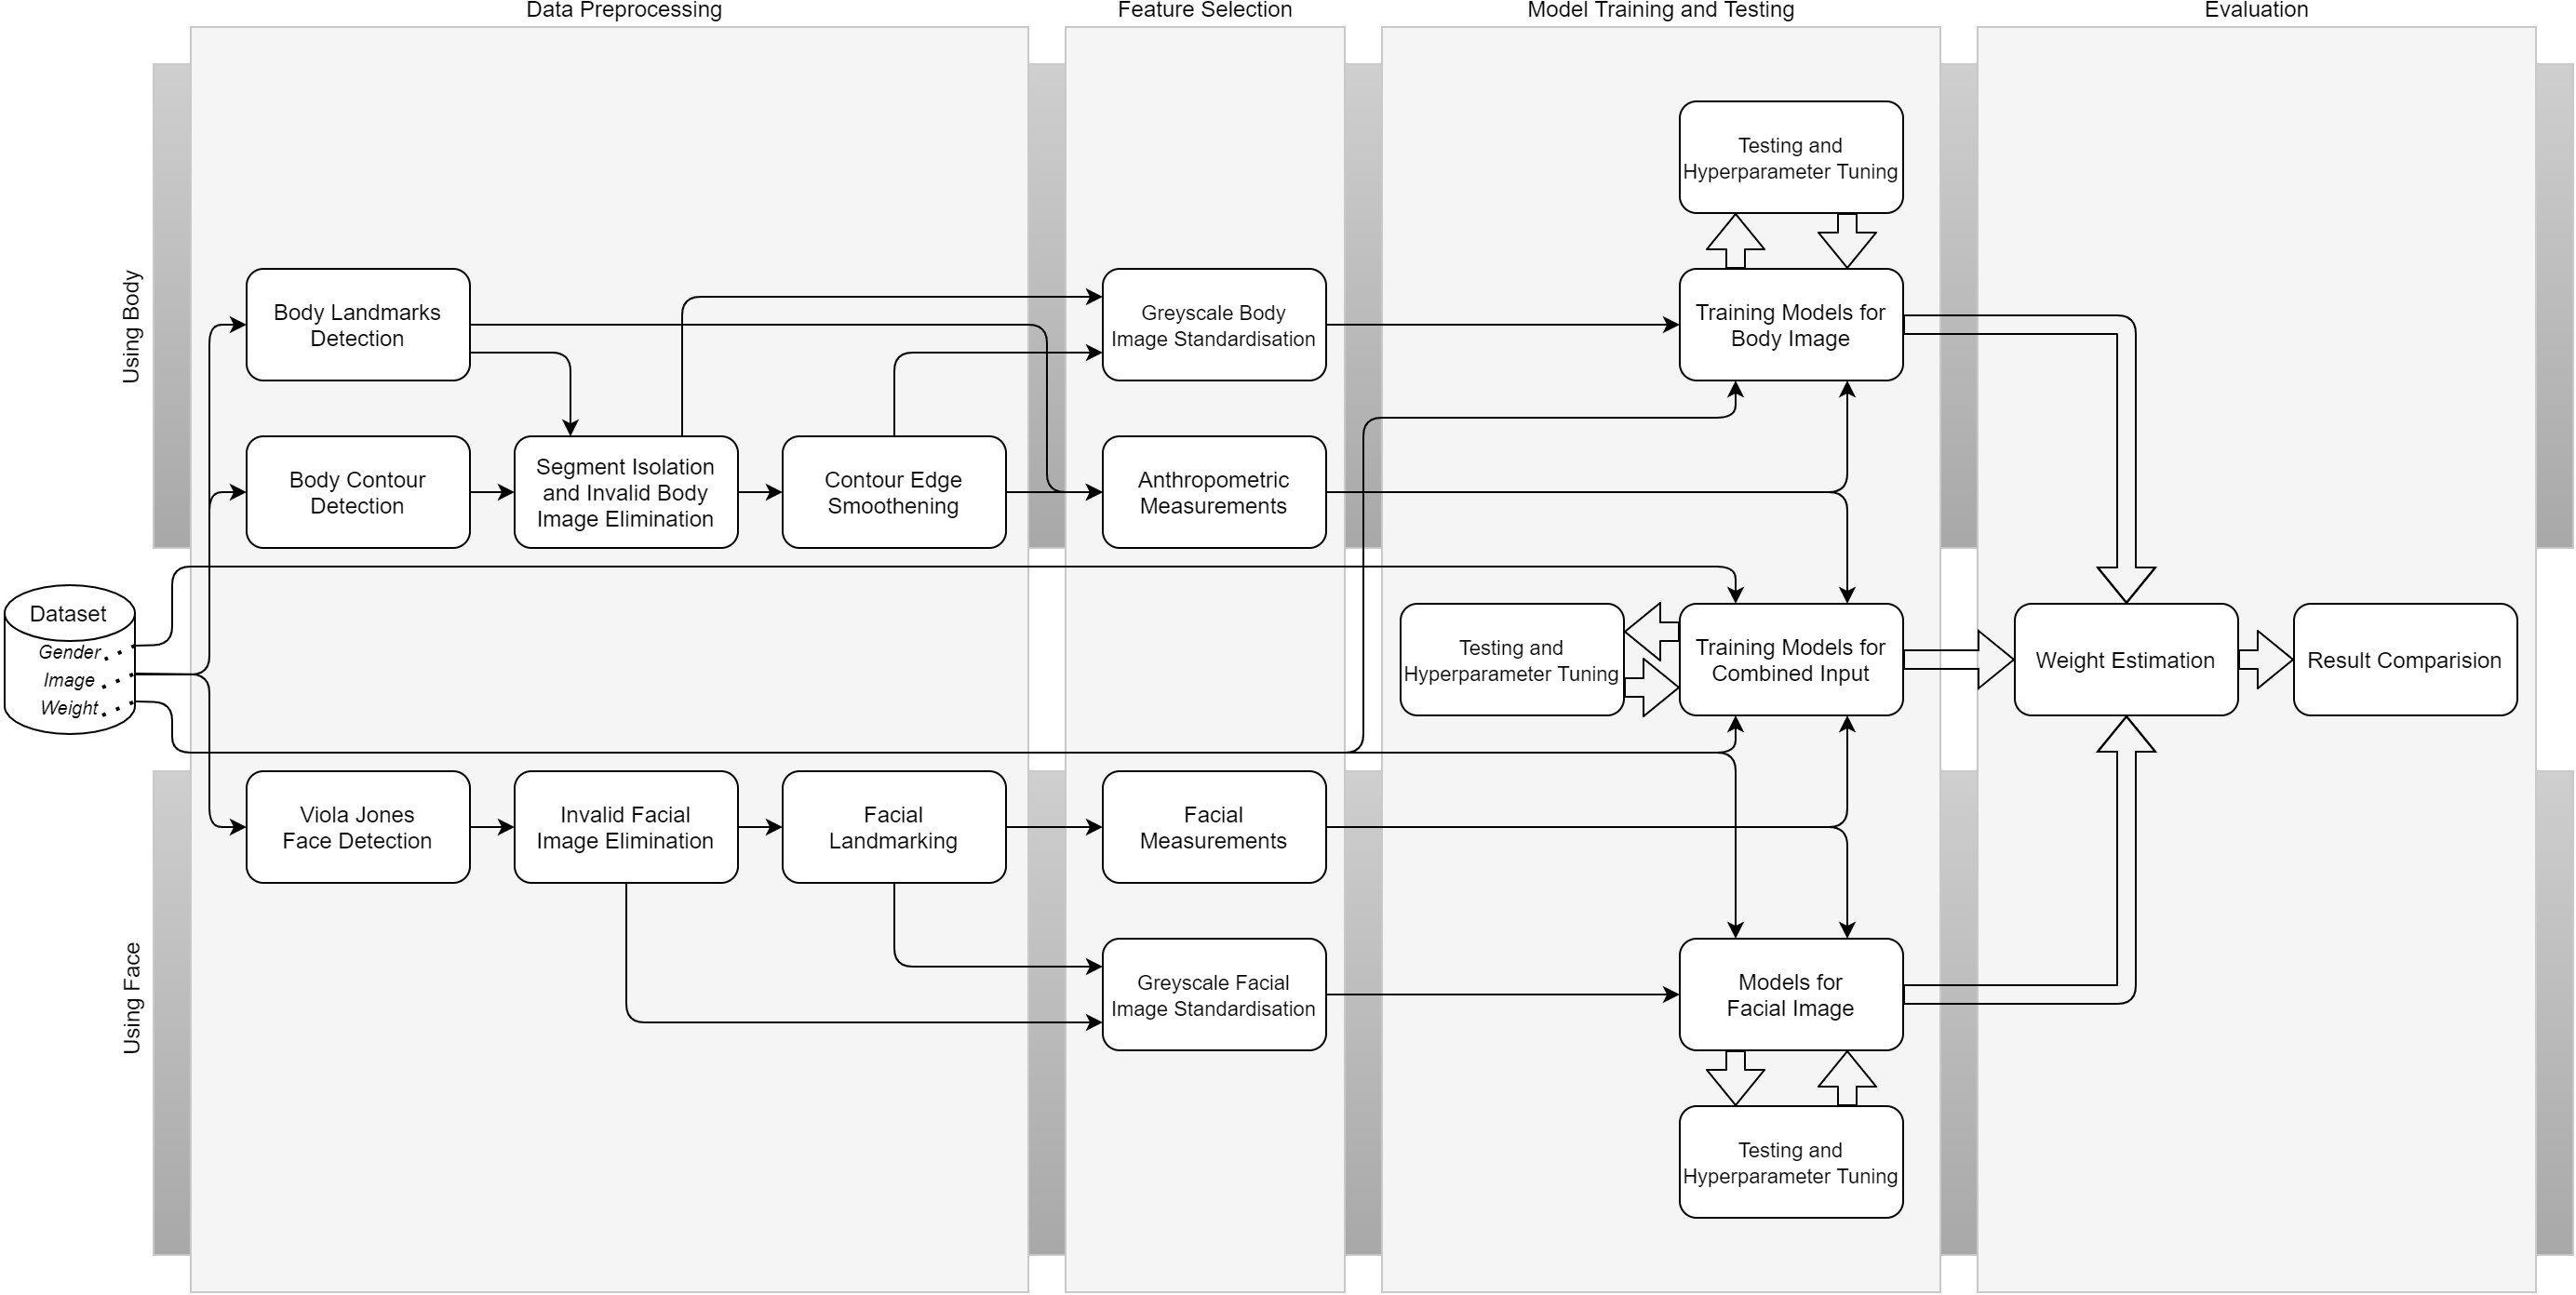 Data Preprocessing
Feature Selection
Model Training and Testing
Evaluation
Using Body
Using Face
Dataset
Gender
Image
Weight
Body Landmarks
Detection
Body Contour
Detection
Segment Isolation
and Invalid Body
Image Elimination
Contour Edge
Smoothening
Viola Jones
Face Detection
Invalid Facial
Image Elimination
Facial
Landmarking
Greyscale Body
Image Standardisation
Anthropometric
Measurements
Facial
Measurements
Greyscale Facial
Image Standardisation
Testing and
Hyperparameter Tuning
Training Models for
Body Image
Testing and
Hyperparameter Tuning
Training Models for
Combined Input
Models for
Facial Image
Testing and
Hyperparameter Tuning
Weight Estimation
Result Comparision